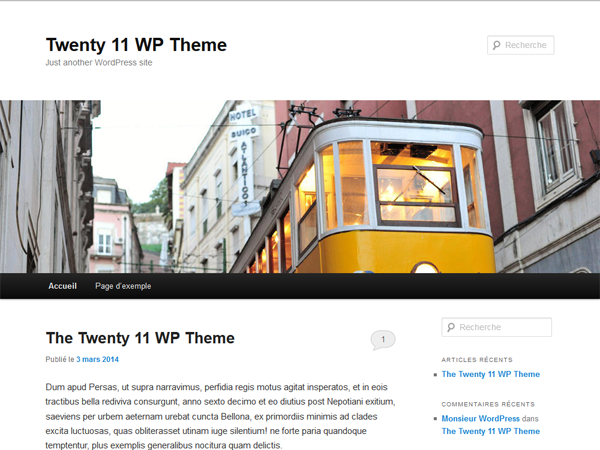 Twenty 11 WP Theme
Just another WordPress site
Recherche
HOTEL
SUIÇO
ATLANTICO
Accueil Page d'exemple
The Twenty 11 WP Theme
1
Publié le 3 mars 2014
Dum apud Persas, ut supra narravimus, perfidia regis motus agitat insperatos, et in eois
tractibus bella rediviva consurgunt, anno sexto decimo et eo diutius post Nepotiani exitium,
saeviens per urbem aeternam urebat cuncta Bellona, ex primordiis minimis ad clades
excita luctuosas, quas obliterasset utinam iuge silentium! ne forte paria quandoque
temptentur, plus exemplis generalibus nocitura quam delictis.
Recherche
ARTICLES RÉCENTS
The Twenty 11 WP Theme
COMMENTAIRES RÉCENTS
Monsieur WordPress dans
The Twenty 11 WP Theme